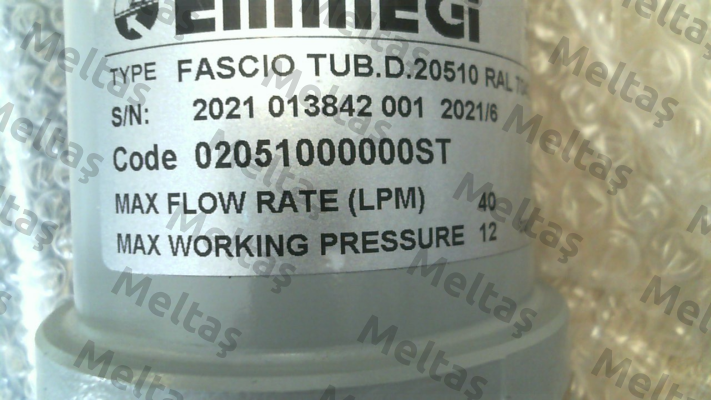 EMMEGi
TYPE FASCIO TUB.D.20510 RAL
S/N: 2021 013842 001 2021/6
Code 02051000000ST
MAX FLOW RATE (LPM) 40
MAX WORKING PRESSURE 12
Meltaş